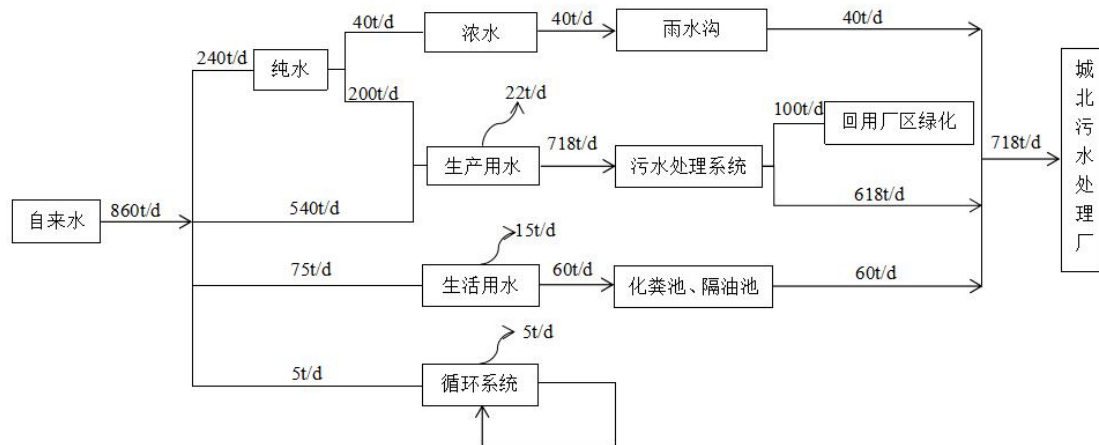 40t/d
浓水
40t/d
雨水沟
40t/d
240t/d
纯水
200t/d
22t/d
100t/d
回用厂区绿化
生产用水
718t/d
污水处理系统
718t/d
城北污水处理厂
618t/d
自来水
860t/d
540t/d
15t/d
75t/d
生活用水
60t/d
化粪池、隔油池
60t/d
5t/d
5t/d
循环系统